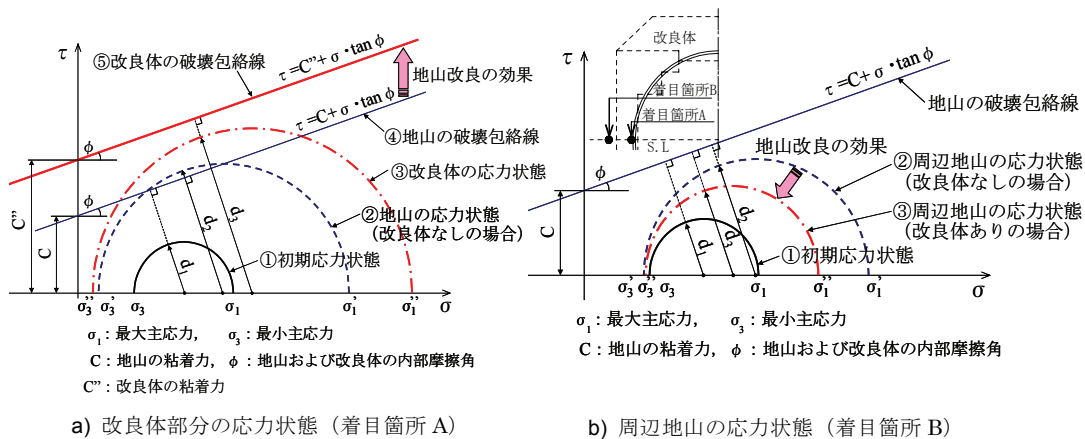 τ
⑤改良体の破壊包絡線
τ=C''+ σ・tanφ
地山改良の効果
τ=C+ σ・tanφ
④地山の破壊包絡線
φ
③改良体の応力状態
φ
②地山の応力状態
(改良体なしの場合)
C''
C
d₁
d₂
d₃
①初期応力状態
σ₃'' σ₃' σ₃ σ₁ σ₁' σ₁'' σ
σ₁：最大主応力， σ₃：最小主応力
C：地山の粘着力，φ：地山および改良体の内部摩擦角
C”：改良体の粘着力
a) 改良体部分の応力状態（着目箇所 A）
τ
改良体
着目箇所B
着目箇所A
S.L
τ=C+ σ・tanφ
地山の破壊包絡線
地山改良の効果
φ
②周辺地山の応力状態
(改良体なしの場合)
③周辺地山の応力状態
(改良体ありの場合)
C
d₁
d₃
①初期応力状態
σ₃' σ₃'' σ₃ σ₁ σ₁'' σ₁' σ
σ₁：最大主応力， σ₃：最小主応力
C：地山の粘着力，φ：地山および改良体の内部摩擦角
b) 周辺地山の応力状態（着目箇所 B）